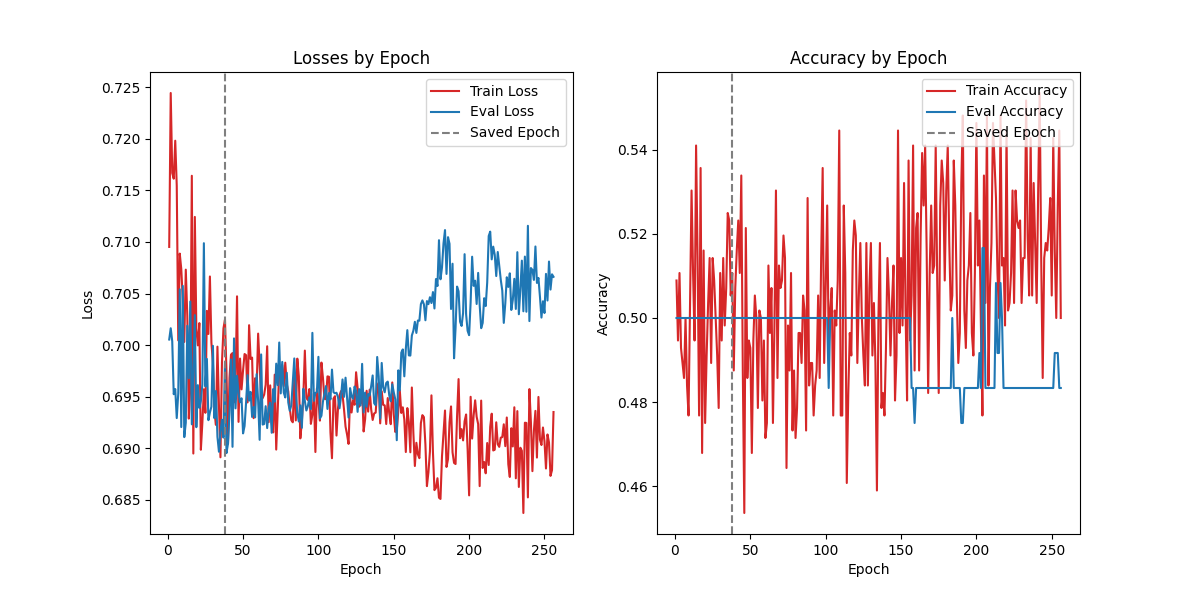 Losses by Epoch
0.725
0.720
0.715
0.710
0.705
0.700
0.695
0.690
0.685
Loss
0
50
100
150
200
250
Epoch
Train Loss
Eval Loss
Saved Epoch
Accuracy by Epoch
0.54
0.52
0.50
0.48
0.46
Accuracy
0
50
100
150
200
250
Epoch
Train Accuracy
Eval Accuracy
Saved Epoch